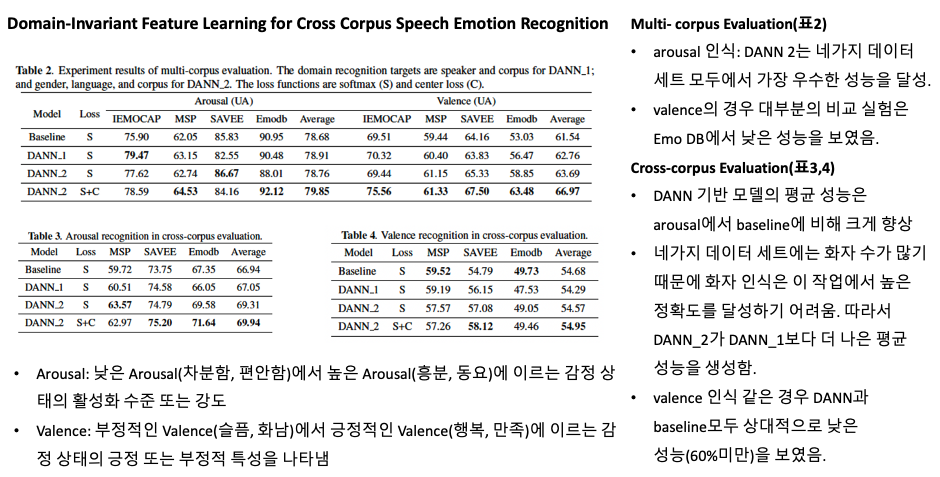 Domain-Invariant Feature Learning for Cross Corpus Speech Emotion Recognition
Table 2. Experiment results of multi-corpus evaluation. The domain recognition targets are speaker and corpus for DANN_1;
and gender, language, and corpus for DANN_2. The loss functions are softmax (S) and center loss (C).
Model Loss Arousal (UA) Valence (UA)
IEMOCAP MSP SAVEE Emodb Average IEMOCAP MSP SAVEE Emodb Average
Baseline S 75.90 62.05 85.83 90.95 78.68 69.51 59.44 64.16 53.03 61.54
DANN_1 S 79.47 63.15 82.55 90.48 78.91 70.32 60.40 63.83 56.47 62.76
DANN_2 S 77.62 62.74 86.67 88.01 78.76 69.44 61.15 65.33 58.85 63.69
DANN_2 S+C 78.59 64.53 84.16 92.12 79.85 75.56 61.33 67.50 63.48 66.97
Table 3. Arousal recognition in cross-corpus evaluation.
Model Loss MSP SAVEE Emodb Average
Baseline S 59.72 73.75 67.35 66.94
DANN_1 S 60.51 74.58 66.05 67.05
DANN_2 S 63.57 74.79 69.58 69.31
DANN_2 S+C 62.97 75.20 71.64 69.94
Table 4. Valence recognition in cross-corpus evaluation.
Model Loss MSP SAVEE Emodb Average
Baseline S 59.52 54.79 49.73 54.68
DANN_1 S 59.19 56.15 47.53 54.29
DANN_2 S 57.57 57.08 49.05 54.57
DANN_2 S+C 57.26 58.12 49.46 54.95
• Arousal: 낮은 Arousal(차분함, 편안함)에서 높은 Arousal(흥분, 동요)에 이르는 감정 상
태의 활성화 수준 또는 강도
• Valence: 부정적인 Valence(슬픔, 화남)에서 긍정적인 Valence(행복, 만족)에 이르는 감
정 상태의 긍정 또는 부정적 특성을 나타냄
Multi- corpus Evaluation(표2)
• arousal 인식: DANN 2는 네가지 데이터
세트 모두에서 가장 우수한 성능을 달성.
• valence의 경우 대부분의 비교 실험은
Emo DB에서 낮은 성능을 보였음.
Cross-corpus Evaluation(표3,4)
• DANN 기반 모델의 평균 성능은
arousal에서 baseline에 비해 크게 향상
• 네가지 데이터 세트에는 화자 수가 많기
때문에 화자 인식은 이 작업에서 높은
정확도를 달성하기 어려움. 따라서
DANN_2가 DANN_1보다 더 나은 평균
성능을 생성함.
• valence 인식 같은 경우 DANN과
baseline모두 상대적으로 낮은
성능(60%미만)을 보였음.